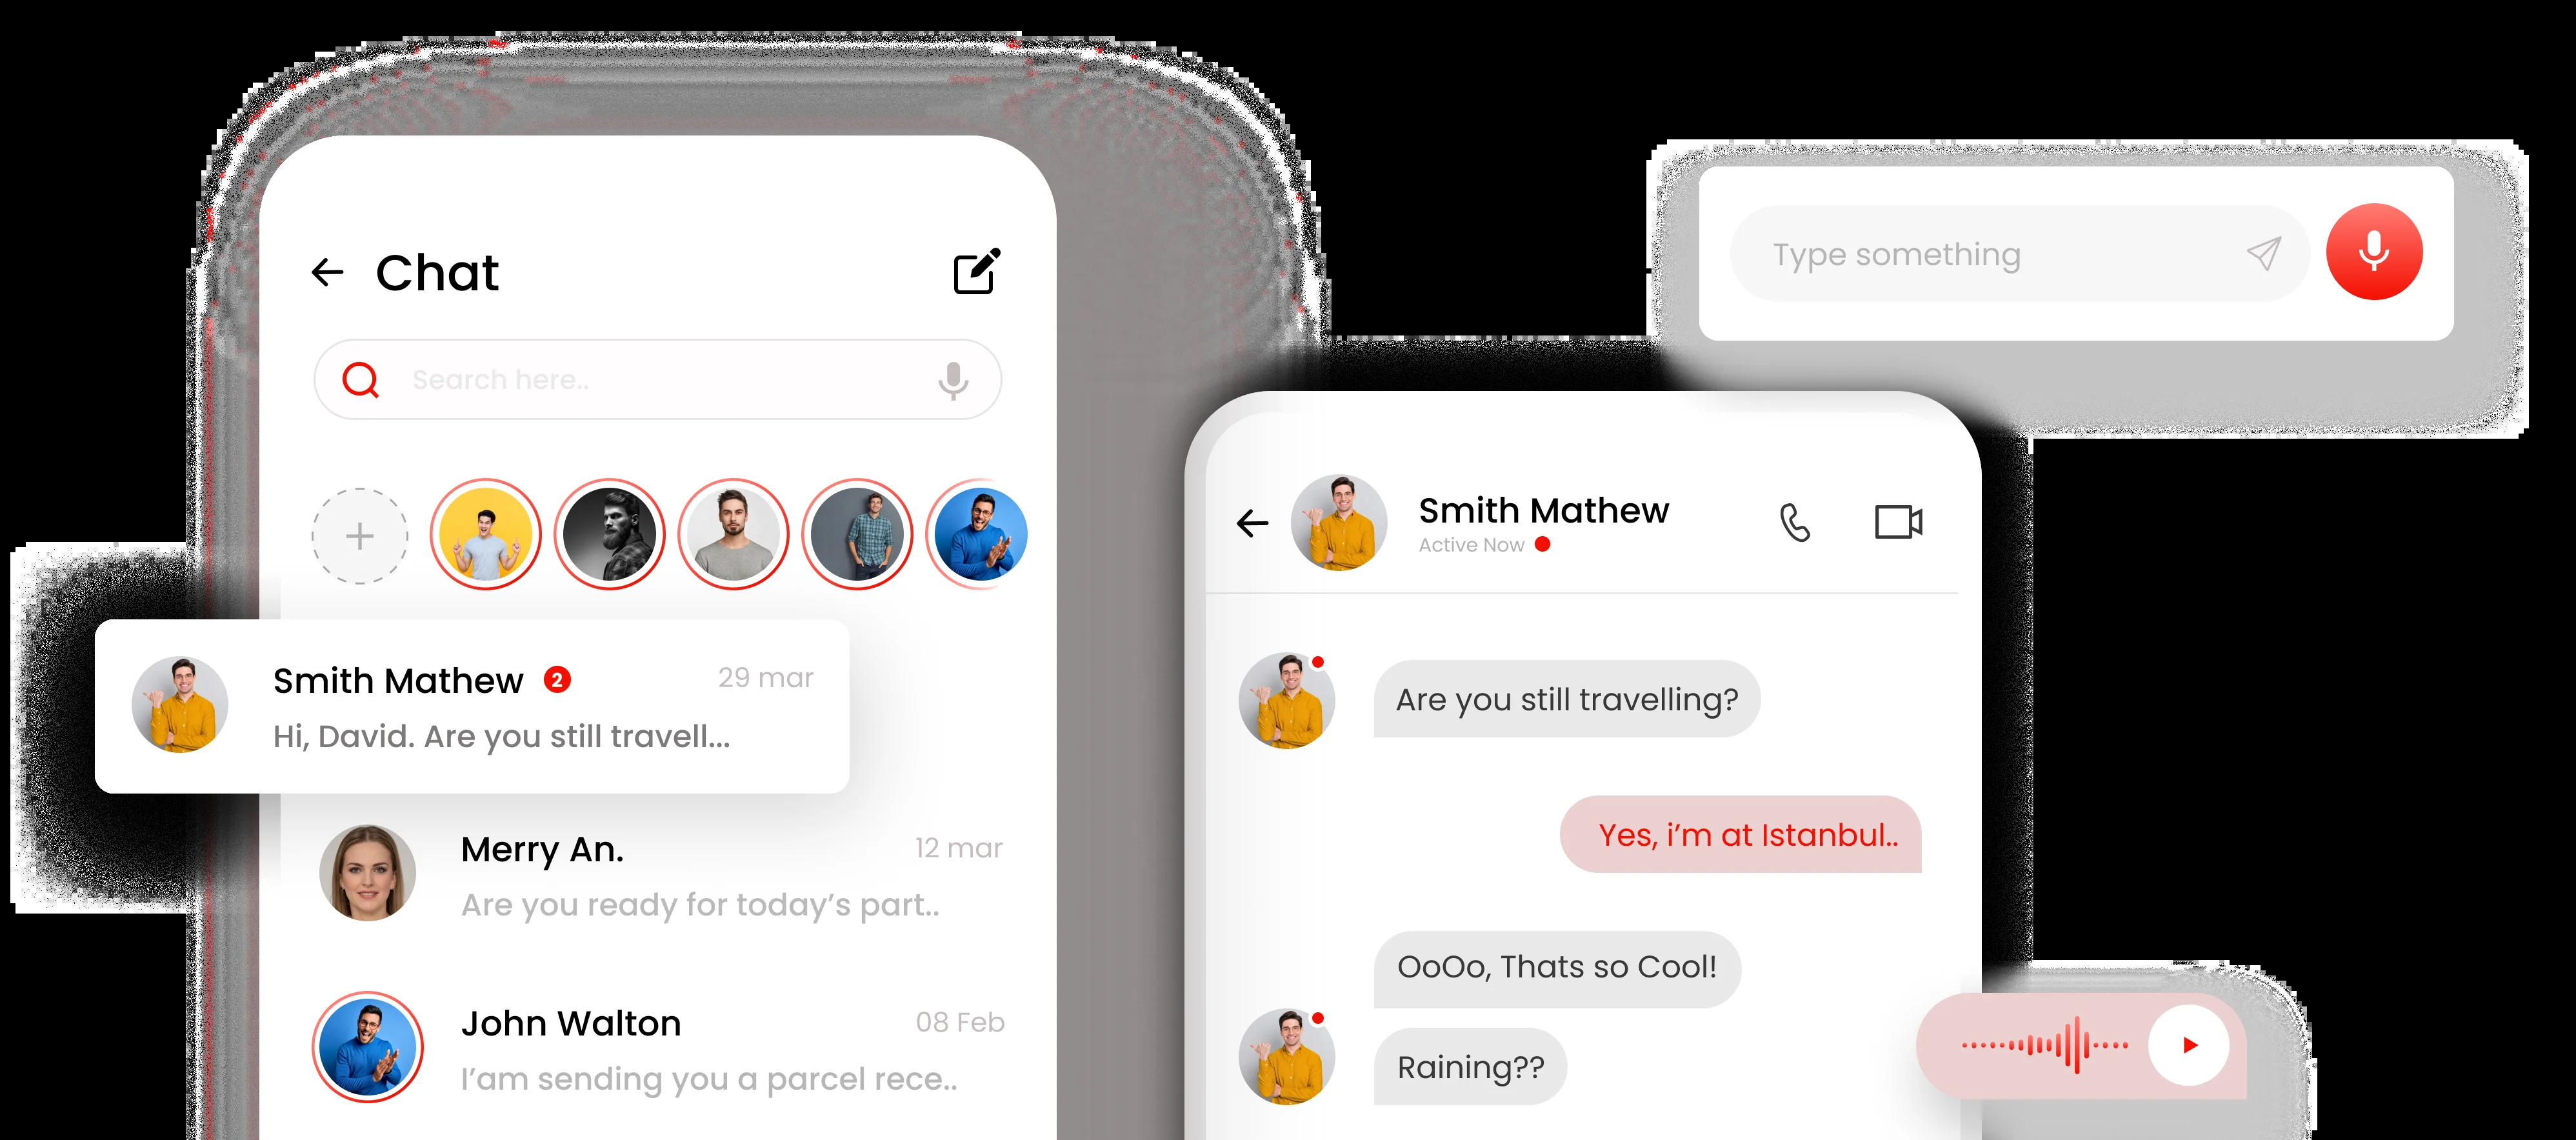 Chat
Search here..
Smith Mathew 2 29 mar
Hi, David. Are you still travell...
Merry An. 12 mar
Are you ready for today’s part..
John Walton 08 Feb
I’am sending you a parcel rece..
Type something
Smith Mathew
Active Now
Are you still travelling?
Yes, i’m at Istanbul..
OoOo, Thats so Cool!
Raining??